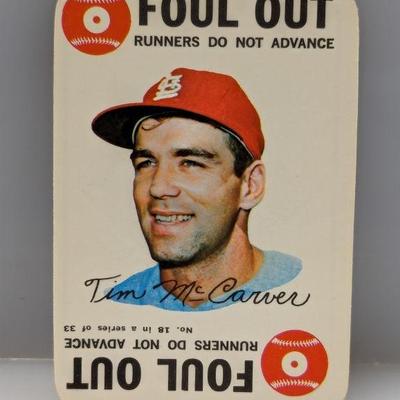 FOUL OUT
RUNNERS DO NOT ADVANCE
STL
Tim McCarver
No. 18 in a series of 33
RUNNERS DO NOT ADVANCE
FOUL OUT